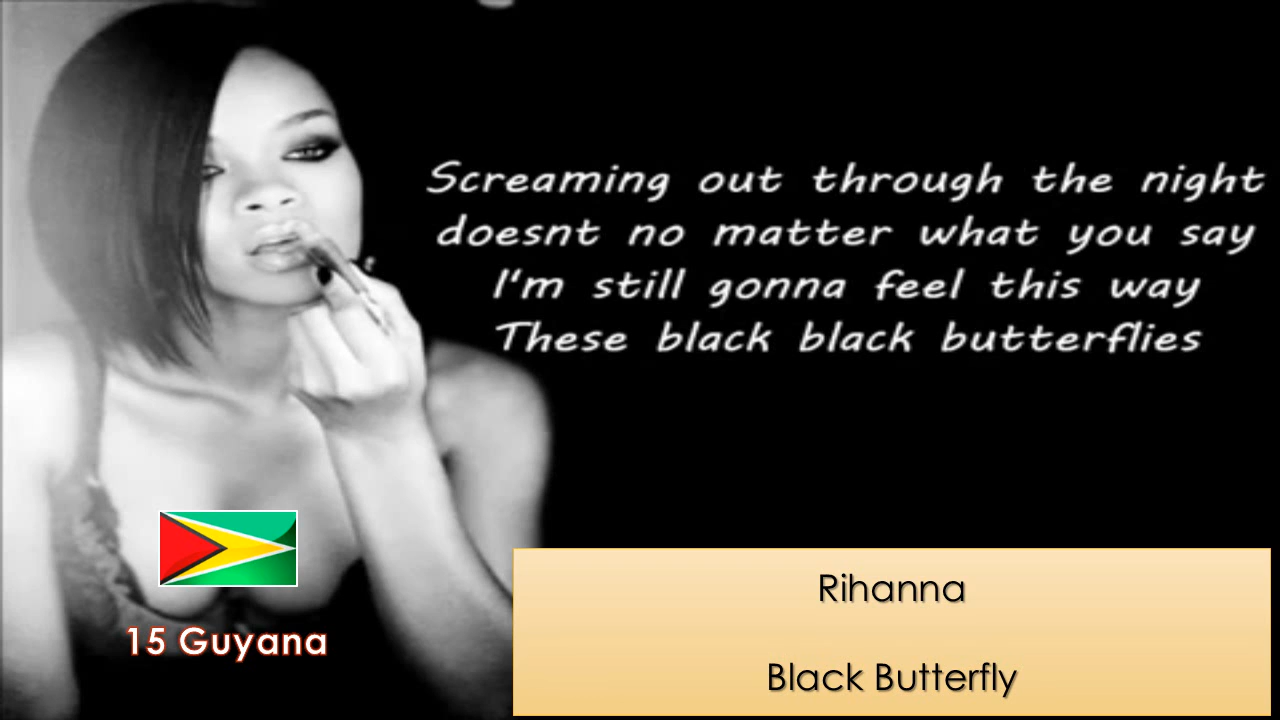 Screaming out through the night
doesnt no matter what you say
I'm still gonna feel this way
These black black butterflies
15 Guyana
Rihanna
Black Butterfly